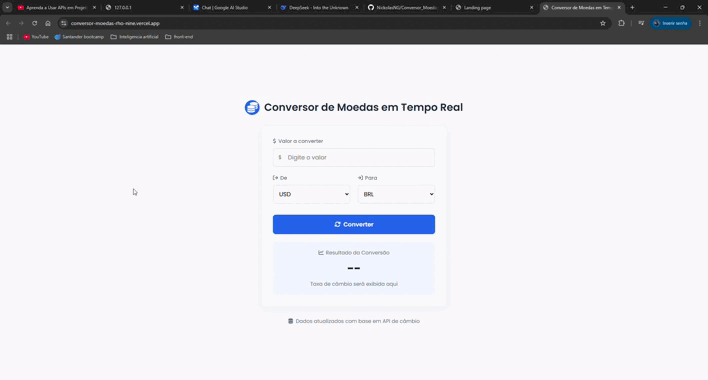 Aprenda a Usar APIs em Projet
127.0.0.1
Chat | Google AI Studio
DeepSeek - Into the Unknown
Landing page
Conversor de Moedas em Tem
conversor-moedas-rho-nine.vercel.app
Inserir senha
YouTube
Santander bootcamp
Inteligencia artificial
front-end
Conversor de Moedas em Tempo Real
$ Valor a converter
$ Digite o valor
De
Para
USD
BRL
Converter
Resultado da Conversão
--
Taxa de câmbio será exibida aqui
Dados atualizados com base em API de câmbio